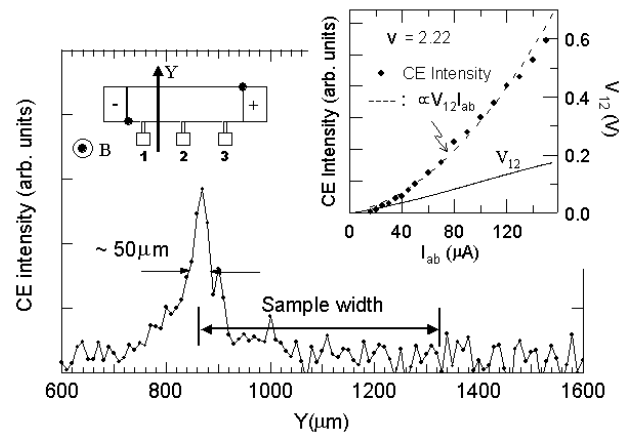 CE intensity (arb. units)
Y
-
+
B
1
2
3
~ 50µm
Sample width
600
800
1000
1200
1400
1600
Y(µm)
CE Intensity (arb. units)
ν = 2.22
CE Intensity
: ∝V12Iab
V12
0.6
0.4
0.2
0.0
V12 (V)
0
40
80
120
Iab (µA)